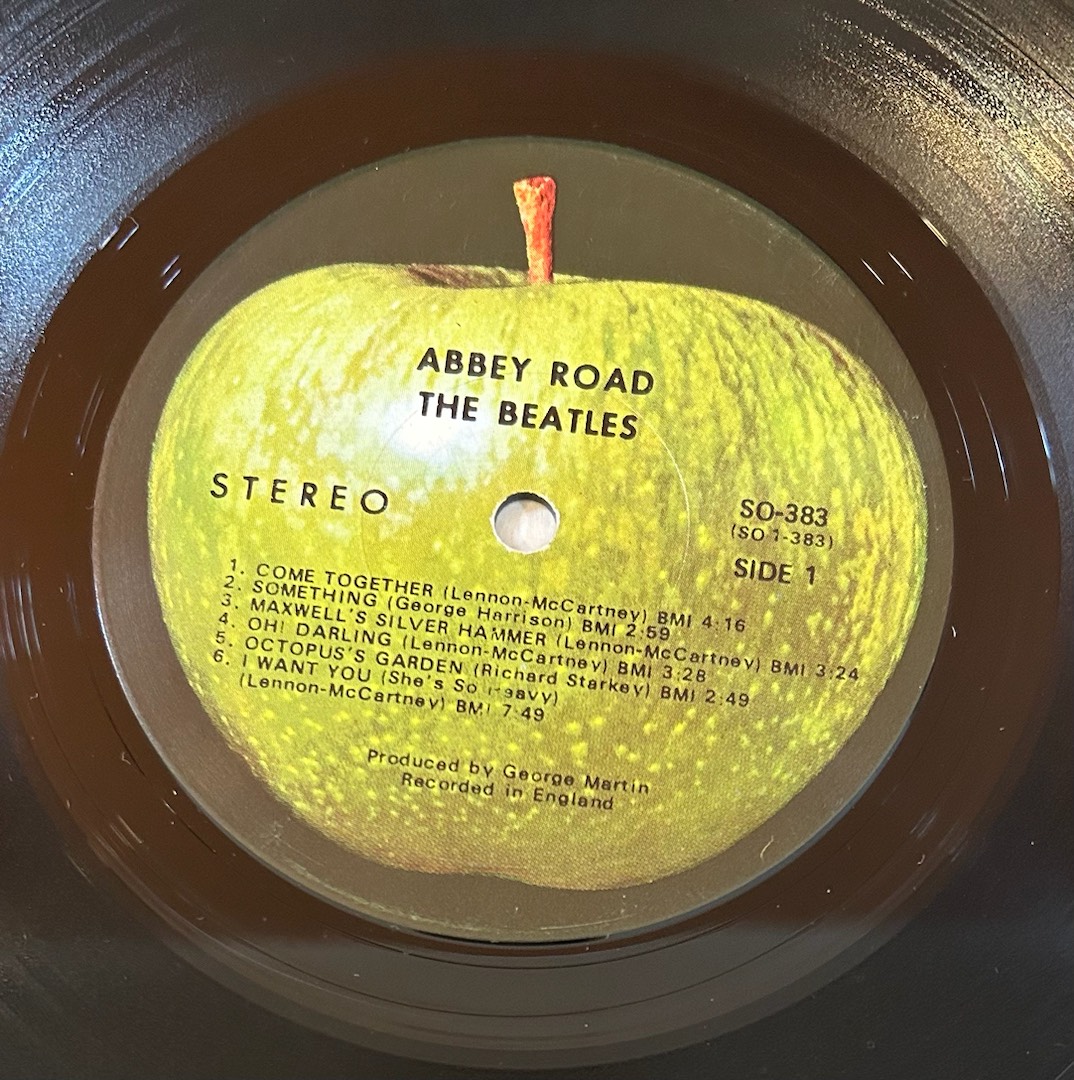 ABBEY ROAD
THE BEATLES
STEREO
SO-383
(SO 1-383)
SIDE 1
1. COME TOGETHER (Lennon-McCartney) BMI 4:16
2. SOMETHING (George Harrison) BMI 2:59
3. MAXWELL'S SILVER HAMMER (Lennon-McCartney) BMI 3:24
4. OH! DARLING (Lennon-McCartney) BMI 3:28
5. OCTOPUS'S GARDEN (Richard Starkey) BMI 2:49
6. I WANT YOU (She's So Heavy)
(Lennon-McCartney) BMI 7:49
Produced by George Martin
Recorded in England